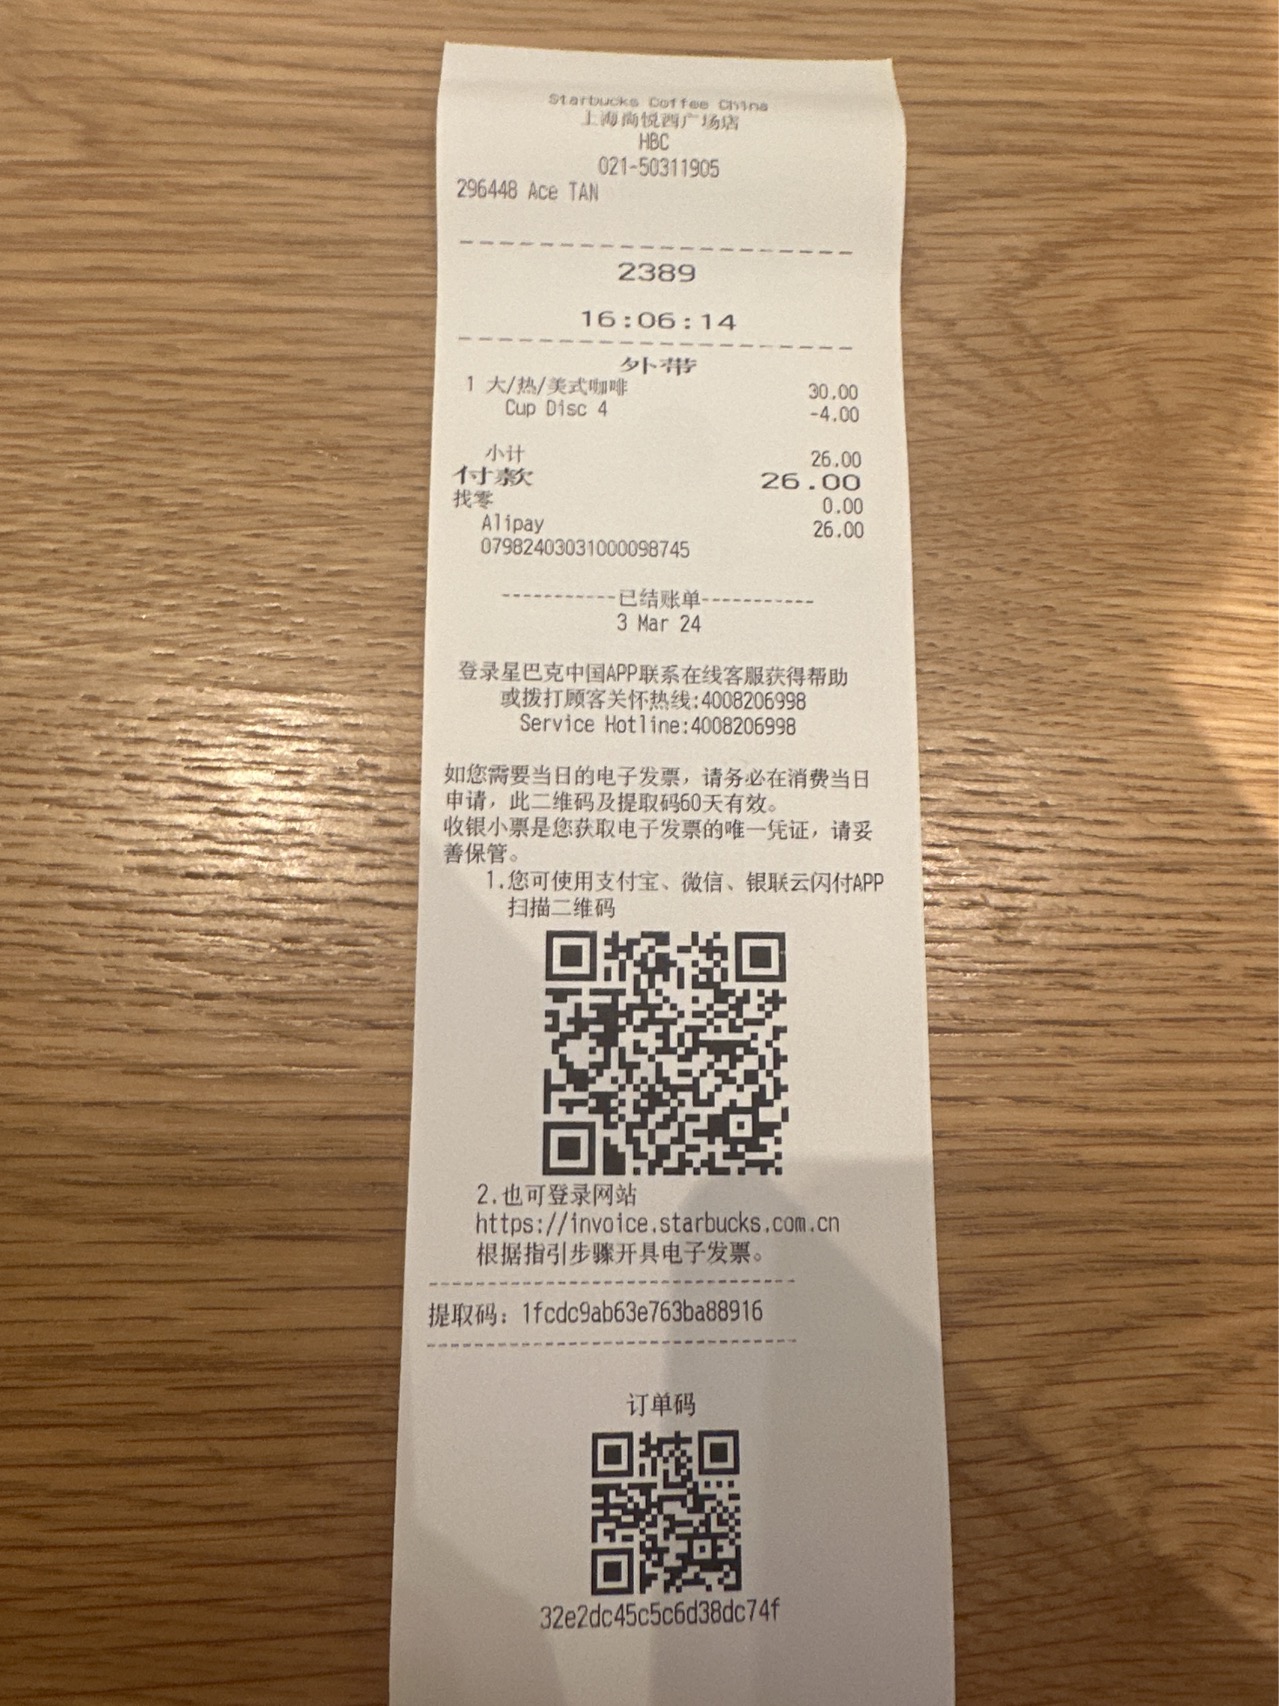 Starbucks Coffee China
上海尚悦西广场店
HBC
021-50311905
296448 Ace TAN
2389
16:06:14
外带
1 大/热/美式咖啡 30.00
Cup Disc 4 -4.00
小计 26.00
付款 26.00
找零 0.00
Alipay 26.00
07982403031000098745
-----------已结账单-----------
3 Mar 24
登录星巴克中国APP联系在线客服获得帮助
或拨打顾客关怀热线:4008206998
Service Hotline:4008206998
如您需要当日的电子发票，请务必在消费当日
申请，此二维码及提取码60天有效。
收银小票是您获取电子发票的唯一凭证，请妥
善保管。
1.您可使用支付宝、微信、银联云闪付APP
扫描二维码
2.也可登录网站
https://invoice.starbucks.com.cn
根据指引步骤开具电子发票。
提取码：1fcdc9ab63e763ba88916
订单码
32e2dc45c5c6d38dc74f